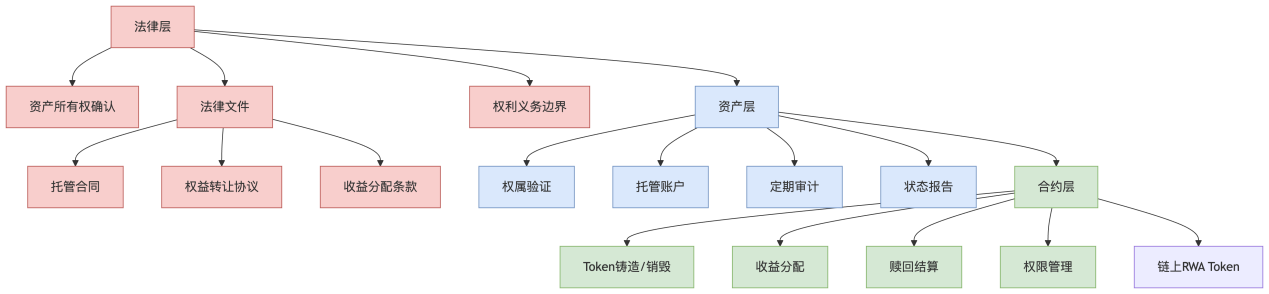 法律层
资产所有权确认
法律文件
权利义务边界
资产层
托管合同
权益转让协议
收益分配条款
权属验证
托管账户
定期审计
状态报告
合约层
Token铸造/销毁
收益分配
赎回结算
权限管理
链上RWA Token